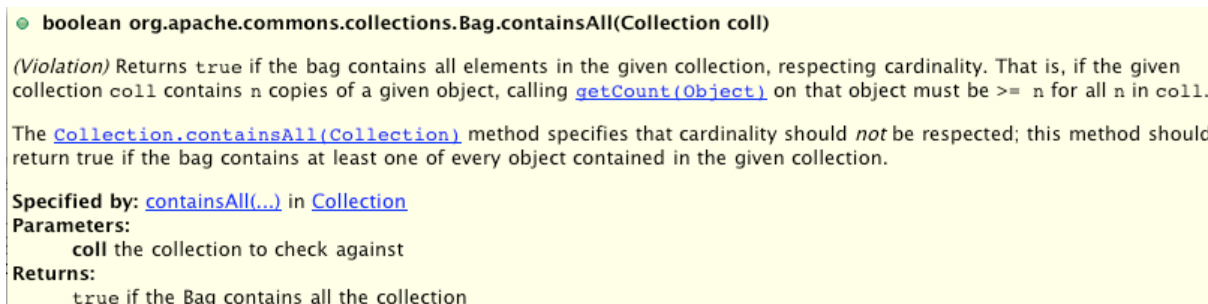 boolean org.apache.commons.collections.Bag.containsAll(Collection coll)
(Violation) Returns true if the bag contains all elements in the given collection, respecting cardinality. That is, if the given
collection coll contains n copies of a given object, calling getCount(Object) on that object must be >= n for all n in coll.
The Collection.containsAll(Collection) method specifies that cardinality should not be respected; this method should
return true if the bag contains at least one of every object contained in the given collection.
Specified by: containsAll(...) in Collection
Parameters:
coll the collection to check against
Returns:
true if the Bag contains all the collection